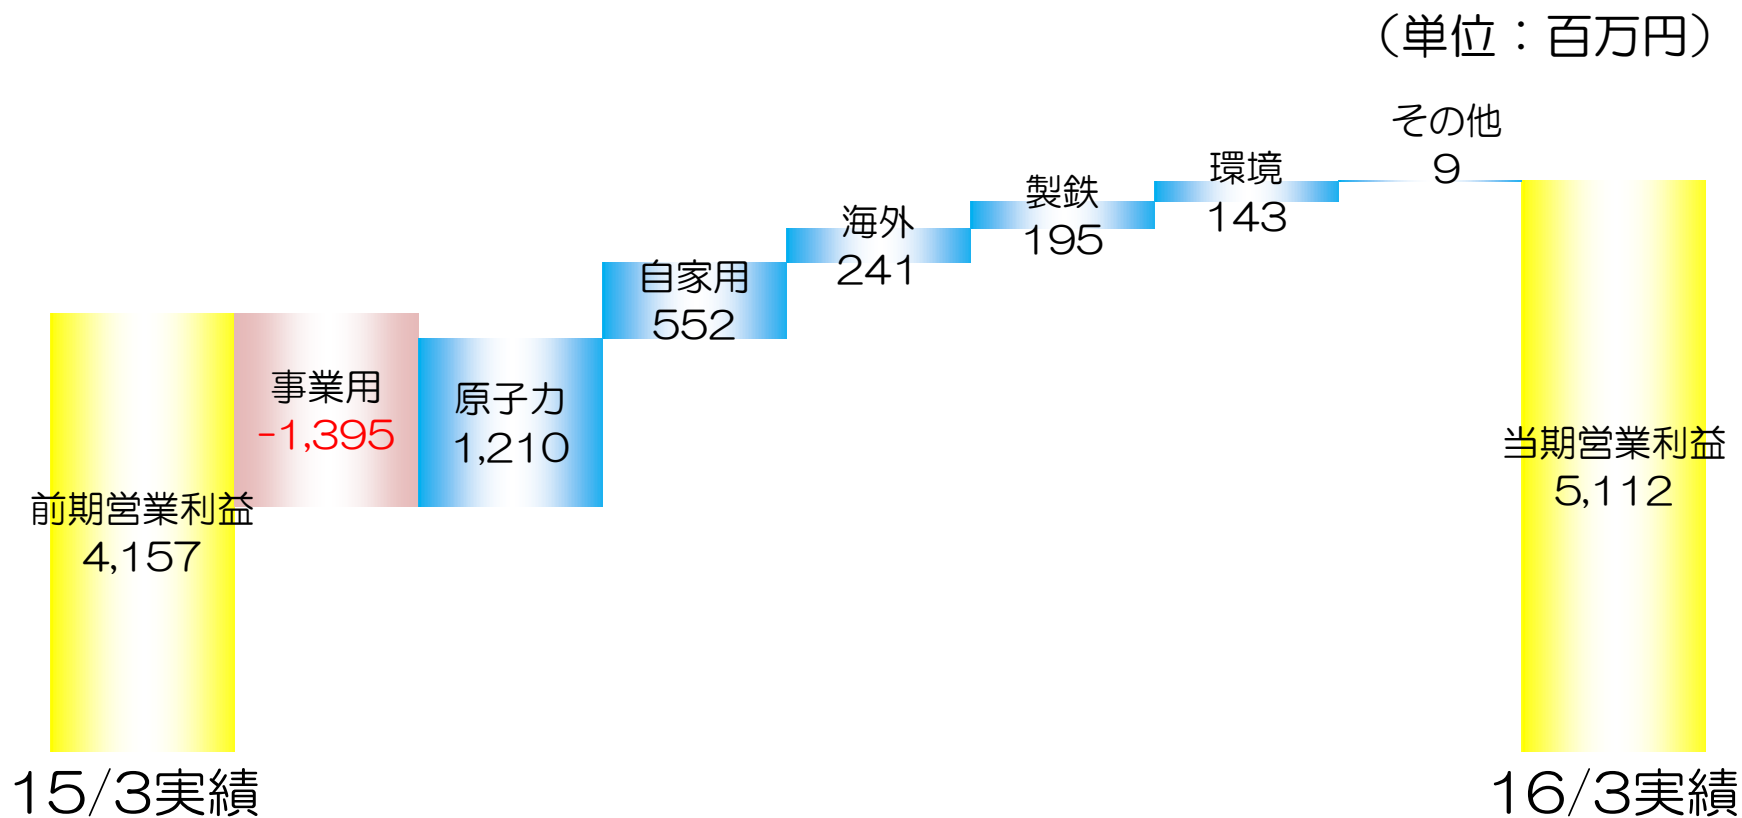 （単位：百万円）
その他
9
環境
143
製鉄
195
海外
241
自家用
552
事業用
-1,395
原子力
1,210
前期営業利益
4,157
当期営業利益
5,112
15/3実績
16/3実績